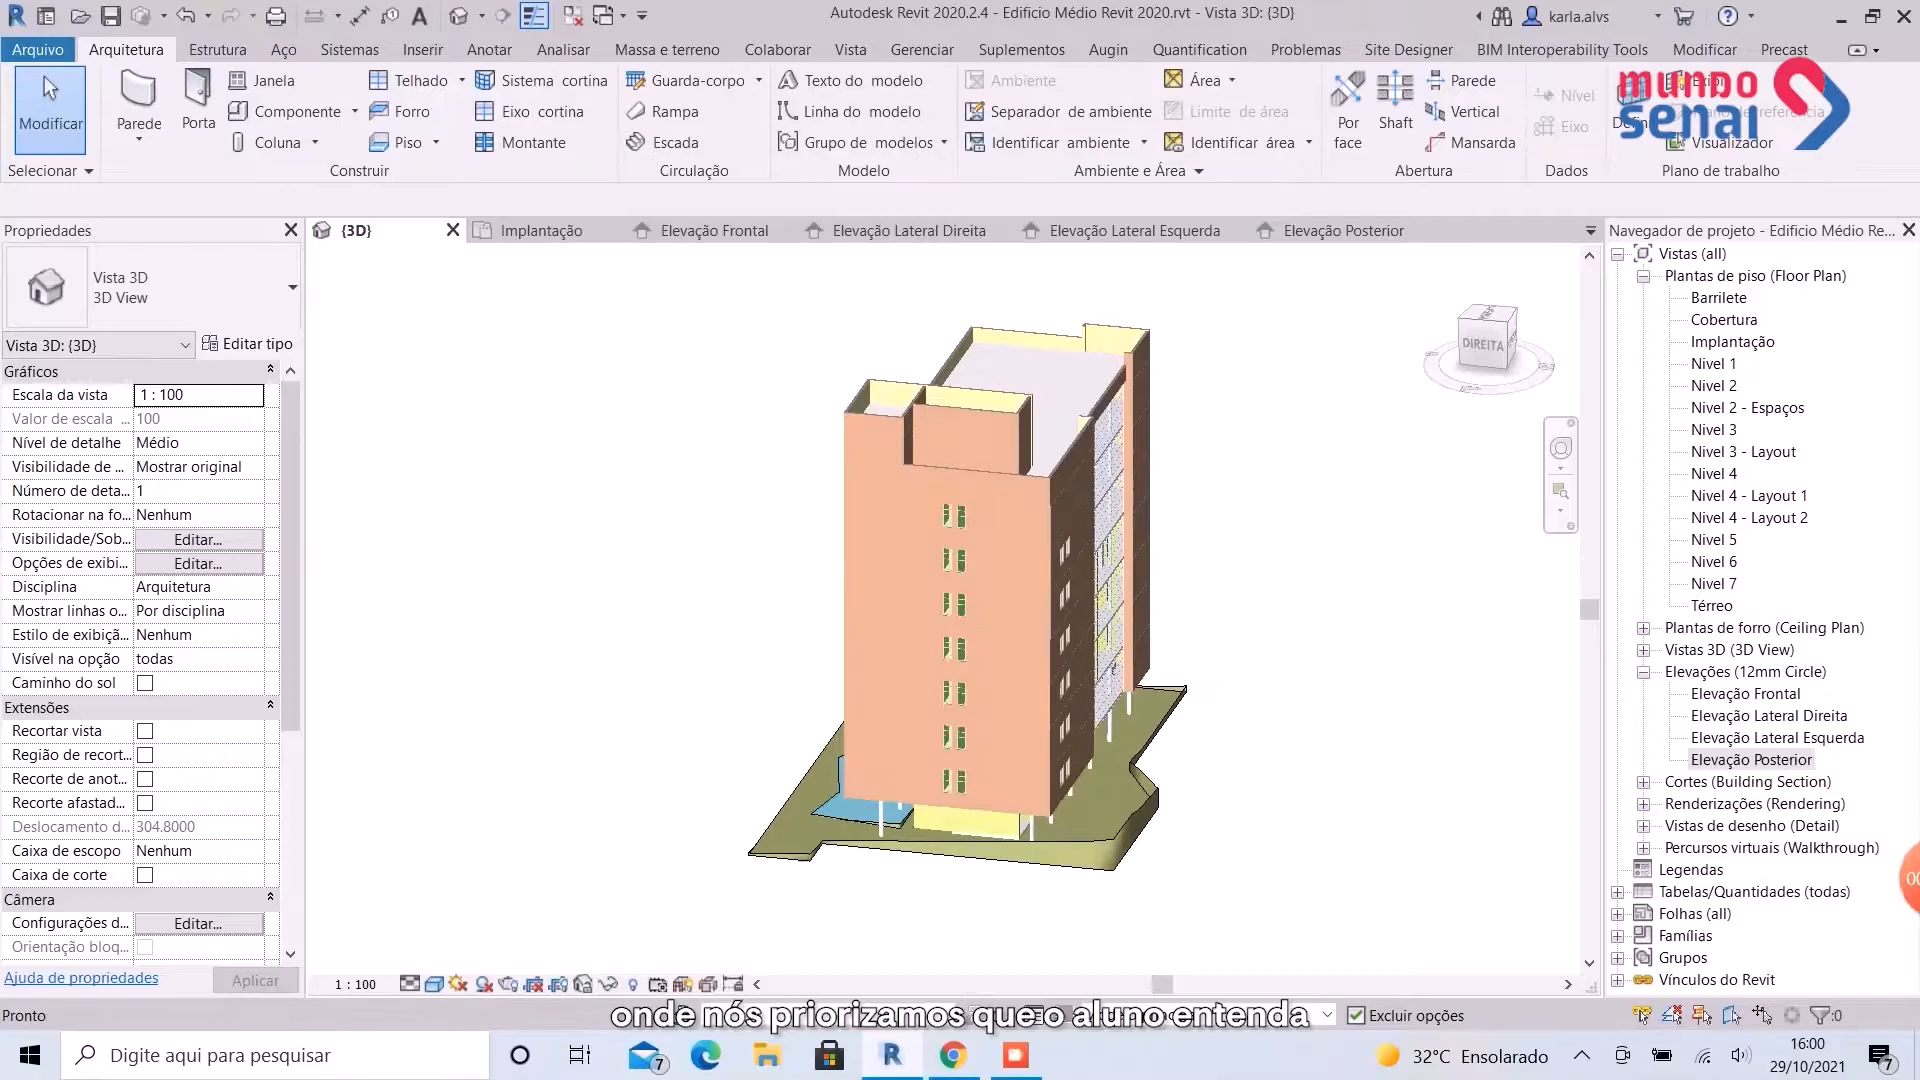 Autodesk Revit 2020.2.4 - Edificio Médio Revit 2020.rvt - Vista 3D: {3D}
karla.alvs
Arquivo Arquitetura Estrutura Aço Sistemas Inserir Anotar Analisar Massa e terreno Colaborar Vista Gerenciar Suplementos Augin Quantification Problemas Site Designer BIM Interoperability Tools Modificar Precast
Modificar
Parede
Porta
Janela
Componente
Coluna
Telhado
Forro
Piso
Sistema cortina
Eixo cortina
Montante
Guarda-corpo
Rampa
Escada
Texto do modelo
Linha do modelo
Grupo de modelos
Ambiente
Separador de ambiente
Identificar ambiente
Área
Limite de área
Identificar área
Por face
Shaft
Parede
Vertical
Mansarda
Nível
Eixo
Visualizador
mundo
senai
Selecionar Construir Circulação Modelo Ambiente e Área Abertura Dados Plano de trabalho
Propriedades
{3D} Implantação Elevação Frontal Elevação Lateral Direita Elevação Lateral Esquerda Elevação Posterior
Vista 3D
3D View
Vista 3D: {3D} Editar tipo
Gráficos
Escala da vista 1 : 100
Valor de escala ... 100
Nível de detalhe Médio
Visibilidade de ... Mostrar original
Número de deta... 1
Rotacionar na fo... Nenhum
Visibilidade/Sob... Editar...
Opções de exibi... Editar...
Disciplina Arquitetura
Mostrar linhas o... Por disciplina
Estilo de exibiçã... Nenhum
Visível na opção todas
Caminho do sol
Extensões
Recortar vista
Região de recort...
Recorte de anot...
Recorte afastad...
Deslocamento d... 304.8000
Caixa de escopo Nenhum
Caixa de corte
Câmera
Configurações d... Editar...
Orientação bloq...
Ajuda de propriedades Aplicar
DIREITA
Navegador de projeto - Edificio Médio Re...
Vistas (all)
Plantas de piso (Floor Plan)
Barrilete
Cobertura
Implantação
Nivel 1
Nivel 2
Nivel 2 - Espaços
Nivel 3
Nivel 3 - Layout
Nivel 4
Nivel 4 - Layout 1
Nivel 4 - Layout 2
Nivel 5
Nivel 6
Nivel 7
Térreo
Plantas de forro (Ceiling Plan)
Vistas 3D (3D View)
Elevações (12mm Circle)
Elevação Frontal
Elevação Lateral Direita
Elevação Lateral Esquerda
Elevação Posterior
Cortes (Building Section)
Renderizações (Rendering)
Vistas de desenho (Detail)
Percursos virtuais (Walkthrough)
Legendas
Tabelas/Quantidades (todas)
Folhas (all)
Famílias
Grupos
Vínculos do Revit
1 : 100
Pronto
onde nós priorizamos que o aluno entenda
Excluir opções
:0
Digite aqui para pesquisar
7
32°C Ensolarado
16:00
29/10/2021
7